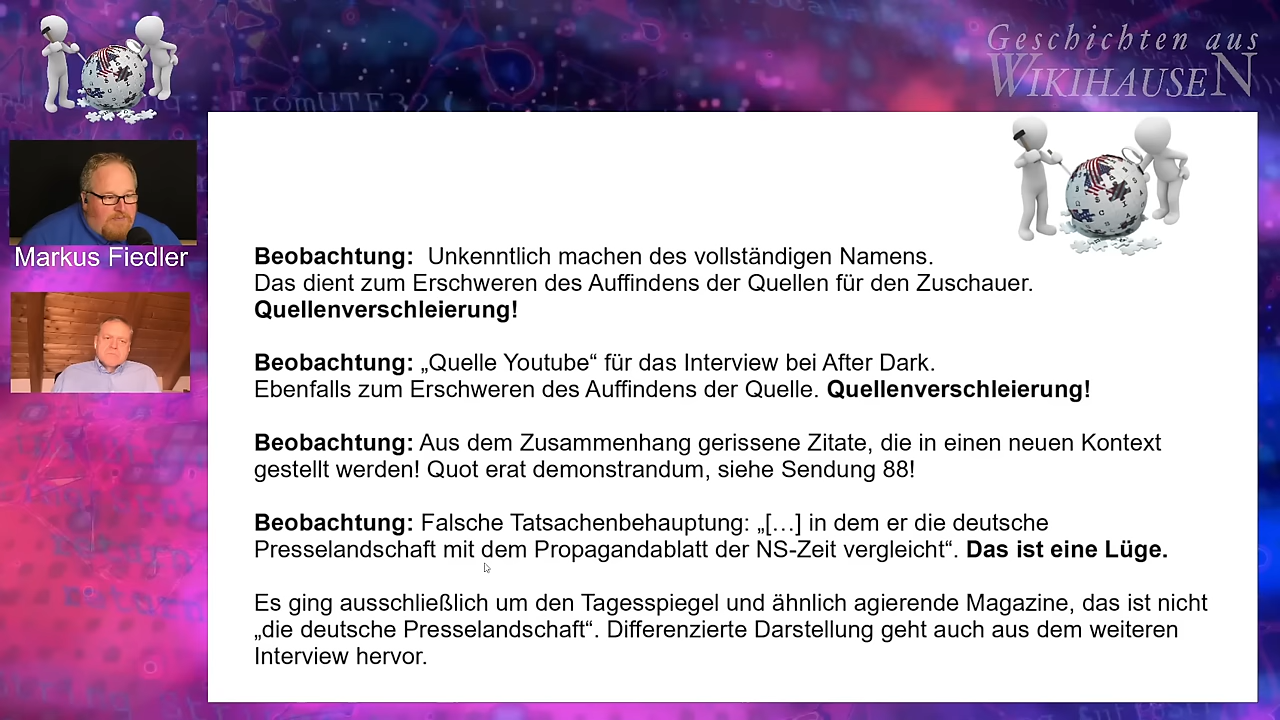 Geschichten aus
WIKIHAUSEN
Markus Fiedler
Beobachtung: Unkenntlich machen des vollständigen Namens.
Das dient zum Erschweren des Auffindens der Quellen für den Zuschauer.
Quellenverschleierung!
Beobachtung: „Quelle Youtube“ für das Interview bei After Dark.
Ebenfalls zum Erschweren des Auffindens der Quelle. Quellenverschleierung!
Beobachtung: Aus dem Zusammenhang gerissene Zitate, die in einen neuen Kontext
gestellt werden! Quot erat demonstrandum, siehe Sendung 88!
Beobachtung: Falsche Tatsachenbehauptung: „[…] in dem er die deutsche
Presselandschaft mit dem Propagandablatt der NS-Zeit vergleicht“. Das ist eine Lüge.
Es ging ausschließlich um den Tagesspiegel und ähnlich agierende Magazine, das ist nicht
„die deutsche Presselandschaft“. Differenzierte Darstellung geht auch aus dem weiteren
Interview hervor.